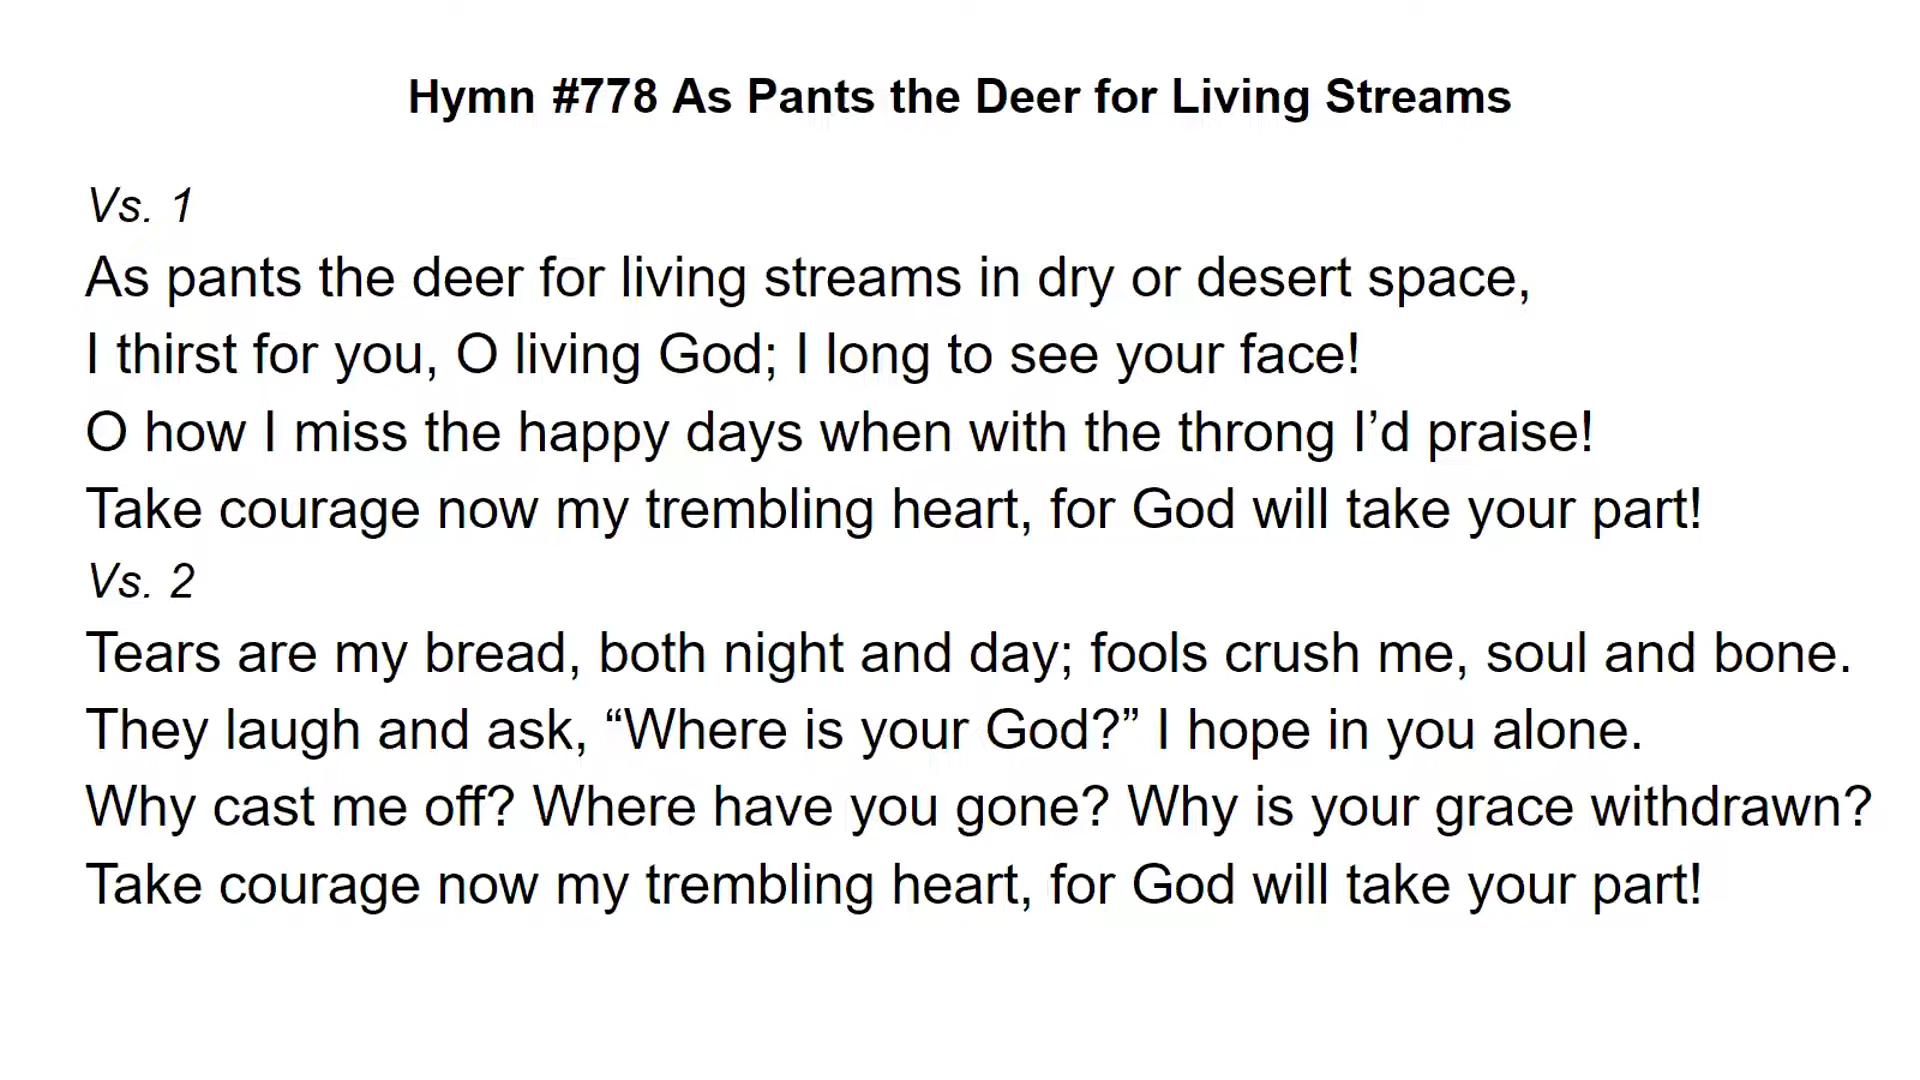 Hymn #778 As Pants the Deer for Living Streams
Vs. 1
As pants the deer for living streams in dry or desert space,
I thirst for you, O living God; I long to see your face!
O how I miss the happy days when with the throng I’d praise!
Take courage now my trembling heart, for God will take your part!
Vs. 2
Tears are my bread, both night and day; fools crush me, soul and bone.
They laugh and ask, “Where is your God?” I hope in you alone.
Why cast me off? Where have you gone? Why is your grace withdrawn?
Take courage now my trembling heart, for God will take your part!